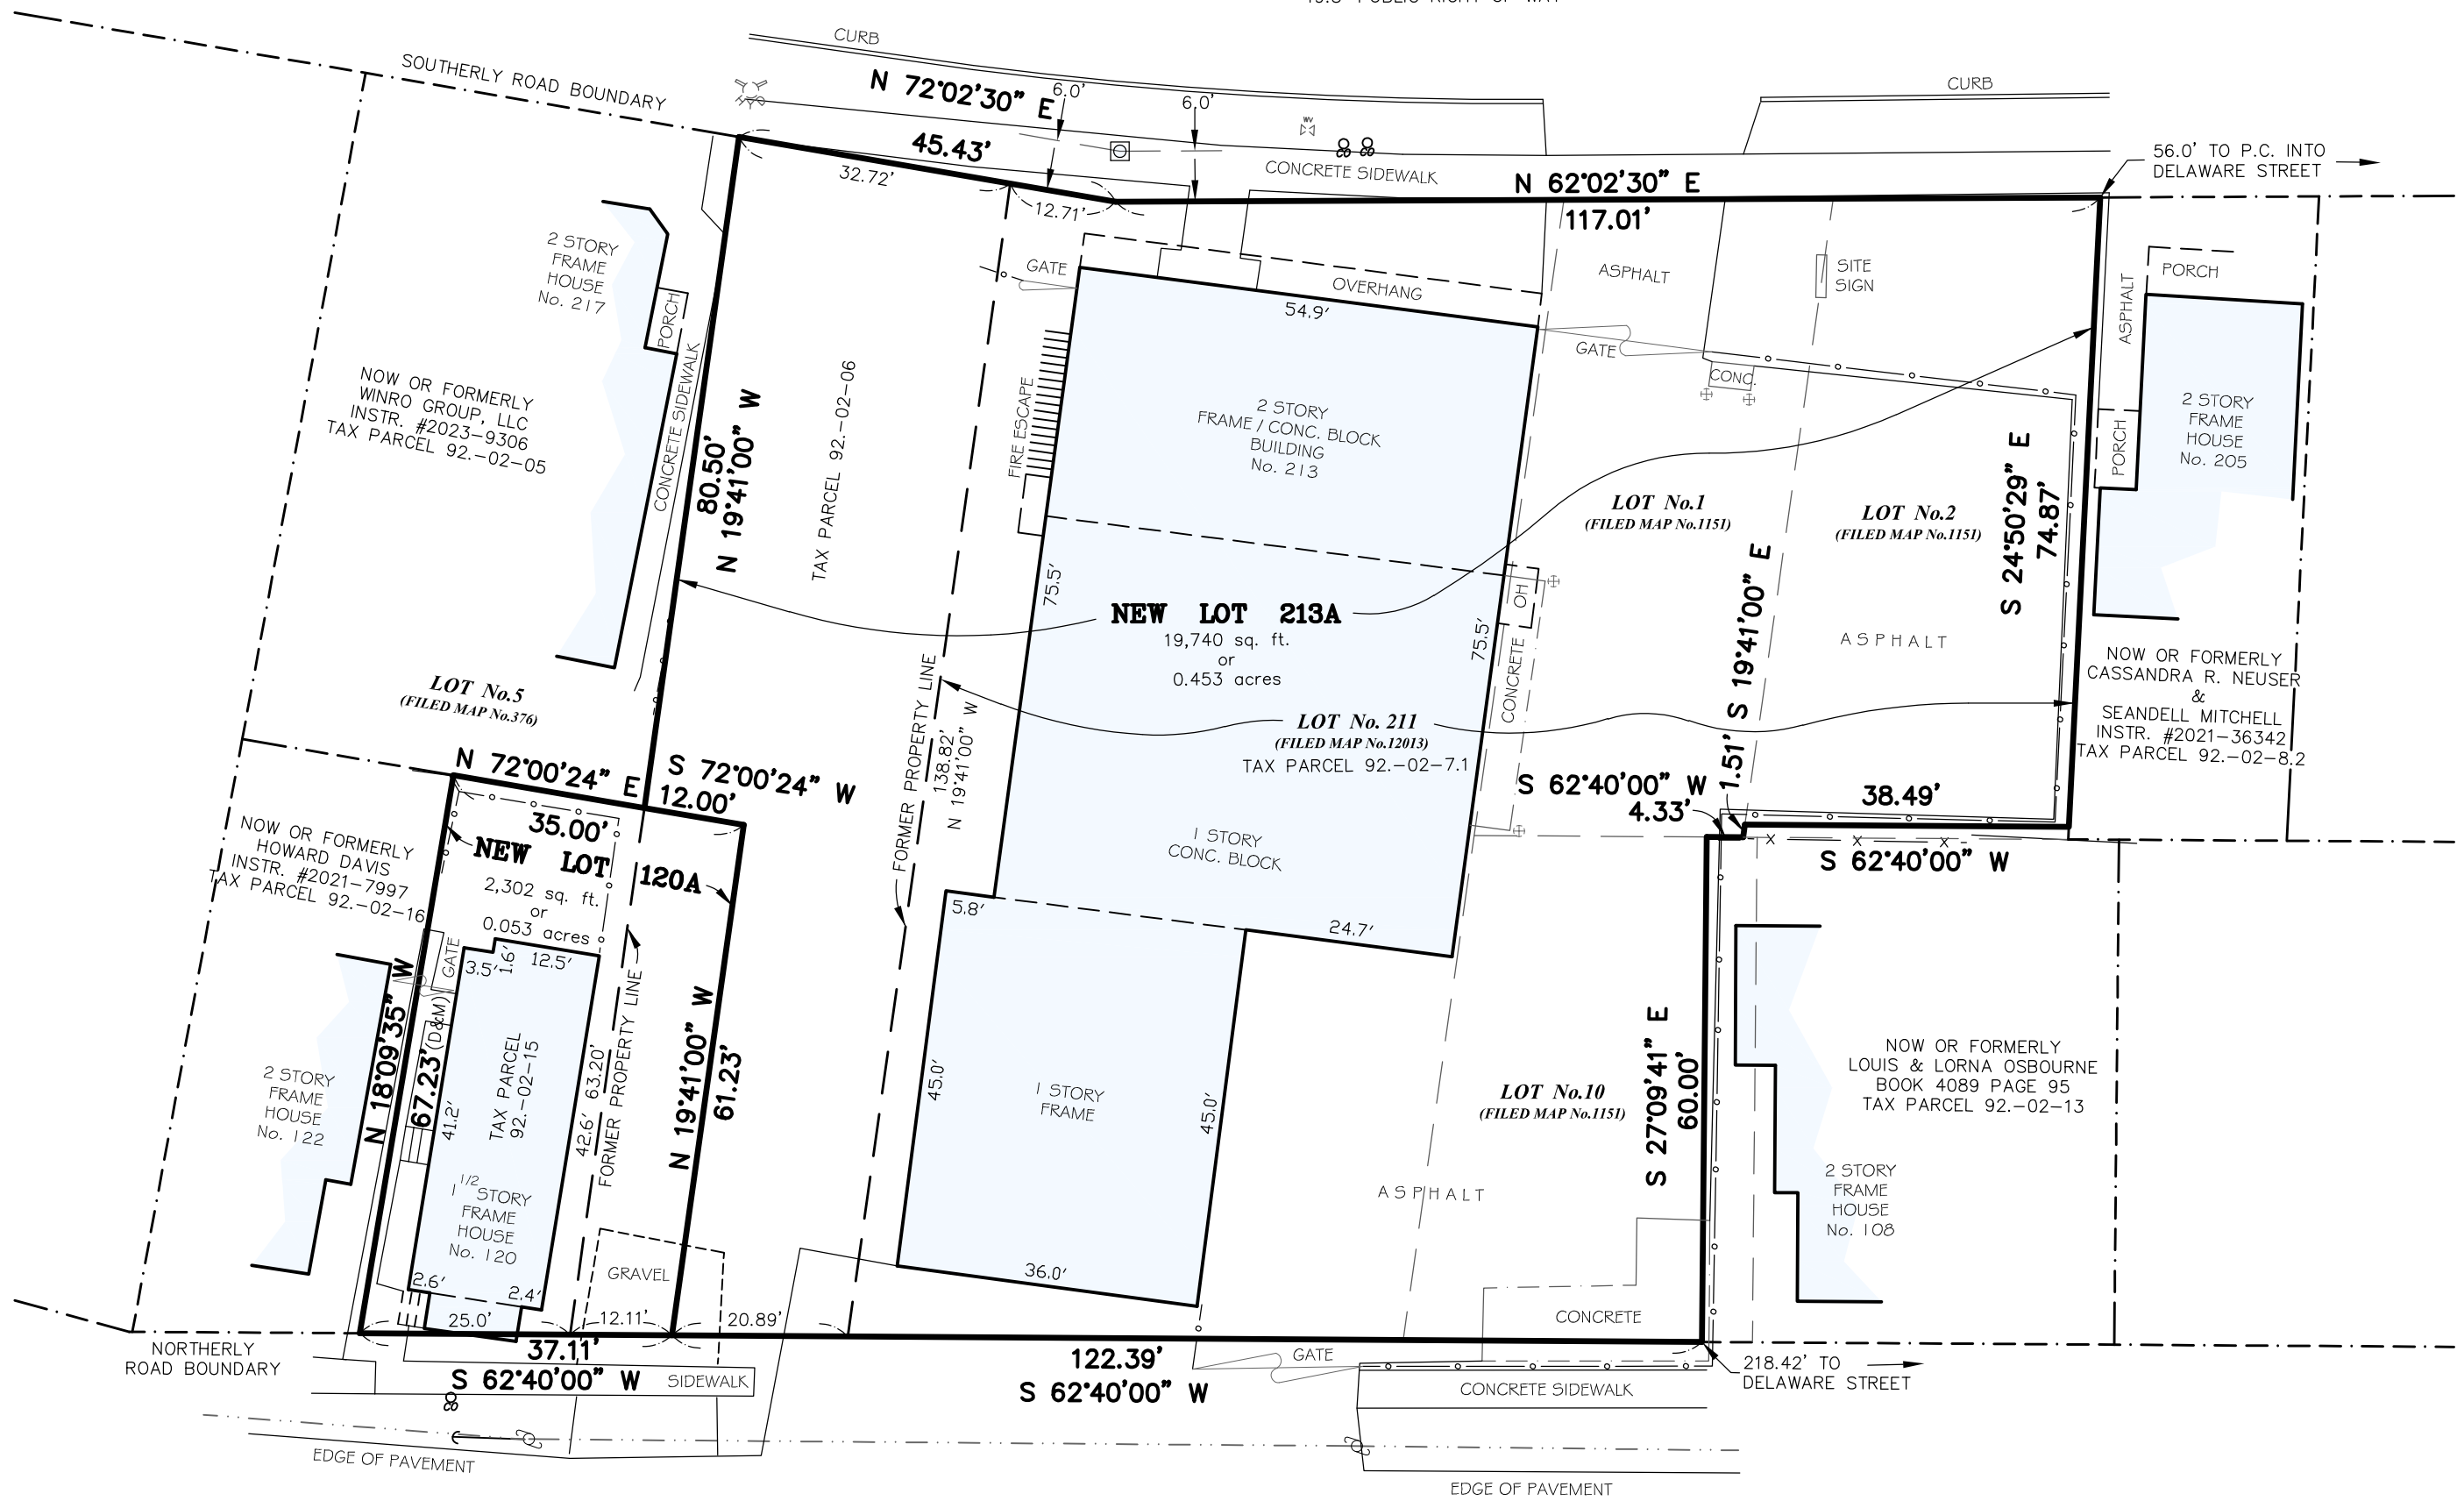 CURB
SOUTHERLY ROAD BOUNDARY
N 72°02'30" E
45.43'
32.72'
12.71'
6.0'
6.0'
WV
CO CO
CONCRETE SIDEWALK
CURB
N 62°02'30" E
117.01'
56.0' TO P.C. INTO
DELAWARE STREET
2 STORY
FRAME
HOUSE
No. 217
PORCH
CONCRETE SIDEWALK
NOW OR FORMERLY
WINRO GROUP, LLC
INSTR. #2023-9306
TAX PARCEL 92.-02-05
LOT No.5
(FILED MAP No.376)
80.50'
N 19°41'00" W
TAX PARCEL 92.-02-06
GATE
OVERHANG
54.9'
FIRE ESCAPE
2 STORY
FRAME / CONC. BLOCK
BUILDING
No. 213
75.5'
75.5'
ASPHALT
SITE
SIGN
GATE
CONC.
LOT No.1
(FILED MAP No.1151)
LOT No.2
(FILED MAP No.1151)
S 24°50'29" E
74.87'
ASPHALT
PORCH
PORCH
2 STORY
FRAME
HOUSE
No. 205
NEW LOT 213A
19,740 sq. ft.
or
0.453 acres
OH
CONCRETE
1.51' S 19°41'00" E
ASPHALT
NOW OR FORMERLY
CASSANDRA R. NEUSER
&
SEANDELL MITCHELL
INSTR. #2021-36342
TAX PARCEL 92.-02-8.2
FORMER PROPERTY LINE
138.82'
N 19°41'00" W
LOT No. 211
(FILED MAP No.12013)
TAX PARCEL 92.-02-7.1
S 62°40'00" W
4.33'
38.49'
S 62°40'00" W
N 72°00'24" E
35.00'
S 72°00'24" W
12.00'
NEW LOT 120A
2,302 sq. ft.
or
0.053 acres
NOW OR FORMERLY
HOWARD DAVIS
INSTR. #2021-7997
TAX PARCEL 92.-02-16
1 STORY
CONC. BLOCK
5.8'
24.7'
GATE
3.5'
1.6'
12.5'
N 18°09'35" W
67.23' (D&M)
41.2'
TAX PARCEL
92.-02-15
42.6'
63.20'
FORMER PROPERTY LINE
N 19°41'00" W
61.23'
45.0'
1 STORY
FRAME
45.0'
36.0'
2 STORY
FRAME
HOUSE
No. 122
1 1/2 STORY
FRAME
HOUSE
No. 120
2.6'
2.4'
GRAVEL
LOT No.10
(FILED MAP No.1151)
S 27°09'41" E
60.00'
ASPHALT
NOW OR FORMERLY
LOUIS & LORNA OSBOURNE
BOOK 4089 PAGE 95
TAX PARCEL 92.-02-13
2 STORY
FRAME
HOUSE
No. 108
CONCRETE
25.0'
12.11'
20.89'
NORTHERLY
ROAD BOUNDARY
37.11'
S 62°40'00" W
SIDEWALK
122.39'
S 62°40'00" W
GATE
CONCRETE SIDEWALK
218.42' TO
DELAWARE STREET
CO
EDGE OF PAVEMENT
EDGE OF PAVEMENT